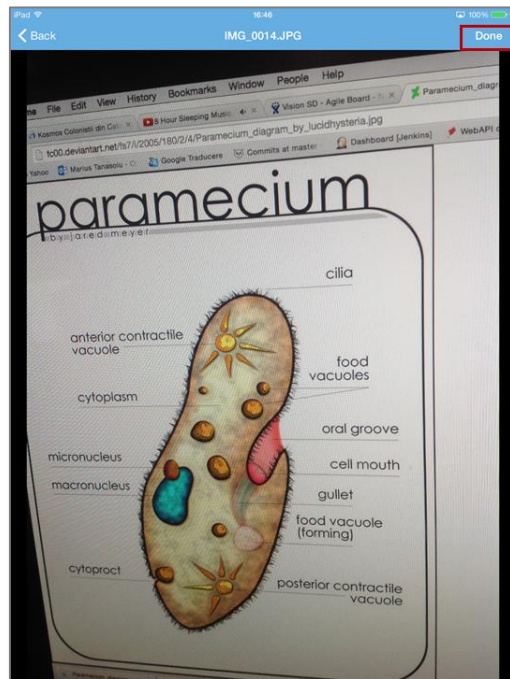 iPad 16:46 100%
Back IMG_0014.JPG Done
File Edit View History Bookmarks Window People Help
Kosmos Colonistii din 8 Hour Sleeping Music, Vision SD - Agile Board - Paramecium_diagr
fc00.deviantart.net/fs7/i/2005/180/2/4/Paramecium_diagram_by_lucidhysteria.jpg
Yahoo Marius Tanasoiu - Google Traducere Commits at master Dashboard [Jenkins] WebAPI
paramecium
by jared meyer
cilia
anterior contractile
vacuole
food
vacuoles
cytoplasm
oral groove
micronucleus
cell mouth
macronucleus
gullet
food vacuole
(forming)
cytoproct
posterior contractile
vacuole